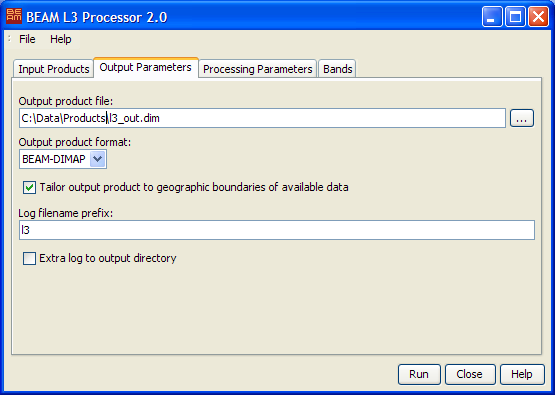 BEAM L3 Processor 2.0
File Help
Input Products Output Parameters Processing Parameters Bands
Output product file:
C:\Data\Products\l3_out.dim ...
Output product format:
BEAM-DIMAP
Tailor output product to geographic boundaries of available data
Log filename prefix:
l3
Extra log to output directory
Run Close Help